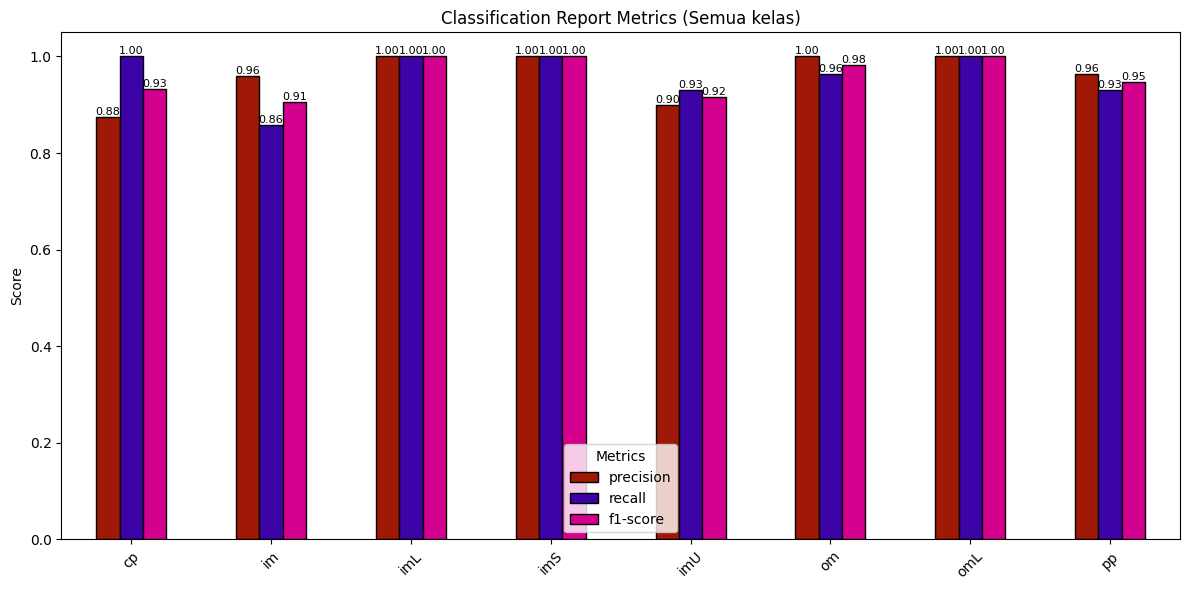 Classification Report Metrics (Semua kelas)
Score
1.0
0.8
0.6
0.4
0.2
0.0
0.88 1.00 0.93
0.96 0.86 0.91
1.00 1.00 1.00
1.00 1.00 1.00
0.90 0.93 0.92
1.00 0.96 0.98
1.00 1.00 1.00
0.96 0.93 0.95
Metrics
precision
recall
f1-score
cp im imL imS imU om omL pp